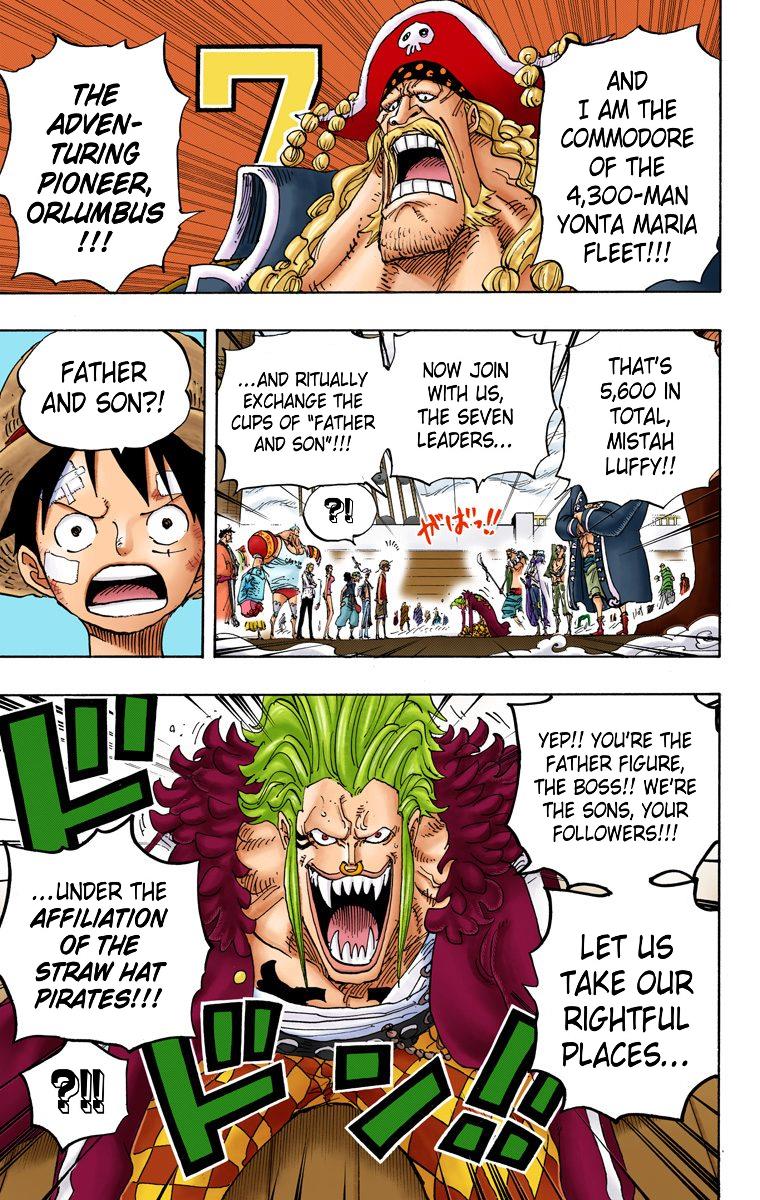 AND
I AM THE
COMMODORE
OF THE
4,300-MAN
YONTA MARIA
FLEET!!!
7
THE
ADVEN-
TURING
PIONEER,
ORLUMBUS
!!!
THAT'S
5,600 IN
TOTAL,
MISTAH
LUFFY!!
NOW JOIN
WITH US,
THE SEVEN
LEADERS...
...AND RITUALLY
EXCHANGE THE
CUPS OF "FATHER
AND SON"!!!
?!
がばっ!!
FATHER
AND SON?!
YEP!! YOU'RE THE
FATHER FIGURE,
THE BOSS!! WE'RE
THE SONS, YOUR
FOLLOWERS!!!
LET US
TAKE OUR
RIGHTFUL
PLACES...
...UNDER THE
AFFILIATION
OF THE
STRAW HAT
PIRATES!!!
?!!
ドドン!!